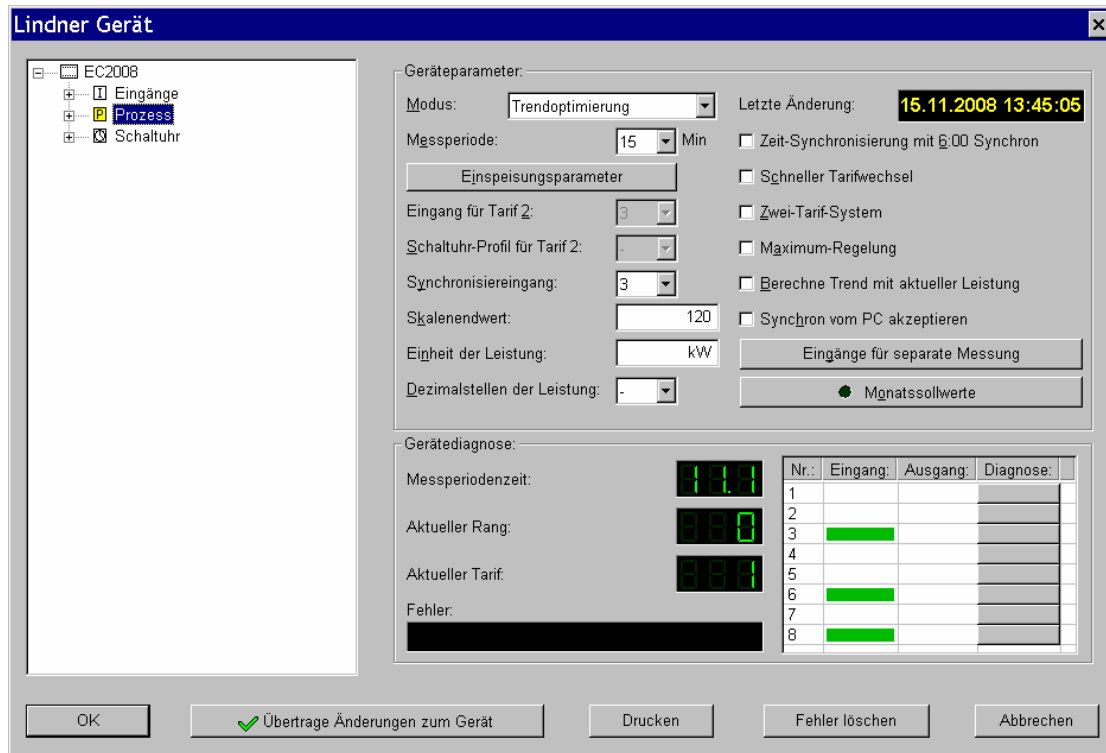 Lindner Gerät
EC2008
Eingänge
Prozess
Schaltuhr
Geräteparameter:
Modus: Trendoptimierung
Messperiode: 15 Min
Einspeisungsparameter
Eingang für Tarif 2: 3
Schaltuhr-Profil für Tarif 2: -
Synchronisiereingang: 3
Skalenendwert: 120
Einheit der Leistung: kW
Dezimalstellen der Leistung: -
Letzte Änderung: 15.11.2008 13:45:05
Zeit-Synchronisierung mit 6:00 Synchron
Schneller Tarifwechsel
Zwei-Tarif-System
Maximum-Regelung
Berechne Trend mit aktueller Leistung
Synchron vom PC akzeptieren
Eingänge für separate Messung
Monatssollwerte
Gerätediagnose:
Messperiodenzeit: 11.1
Aktueller Rang: 0
Aktueller Tarif: 1
Fehler:
Nr.: Eingang: Ausgang: Diagnose:
1
2
3
4
5
6
7
8
OK
Übertrage Änderungen zum Gerät
Drucken
Fehler löschen
Abbrechen